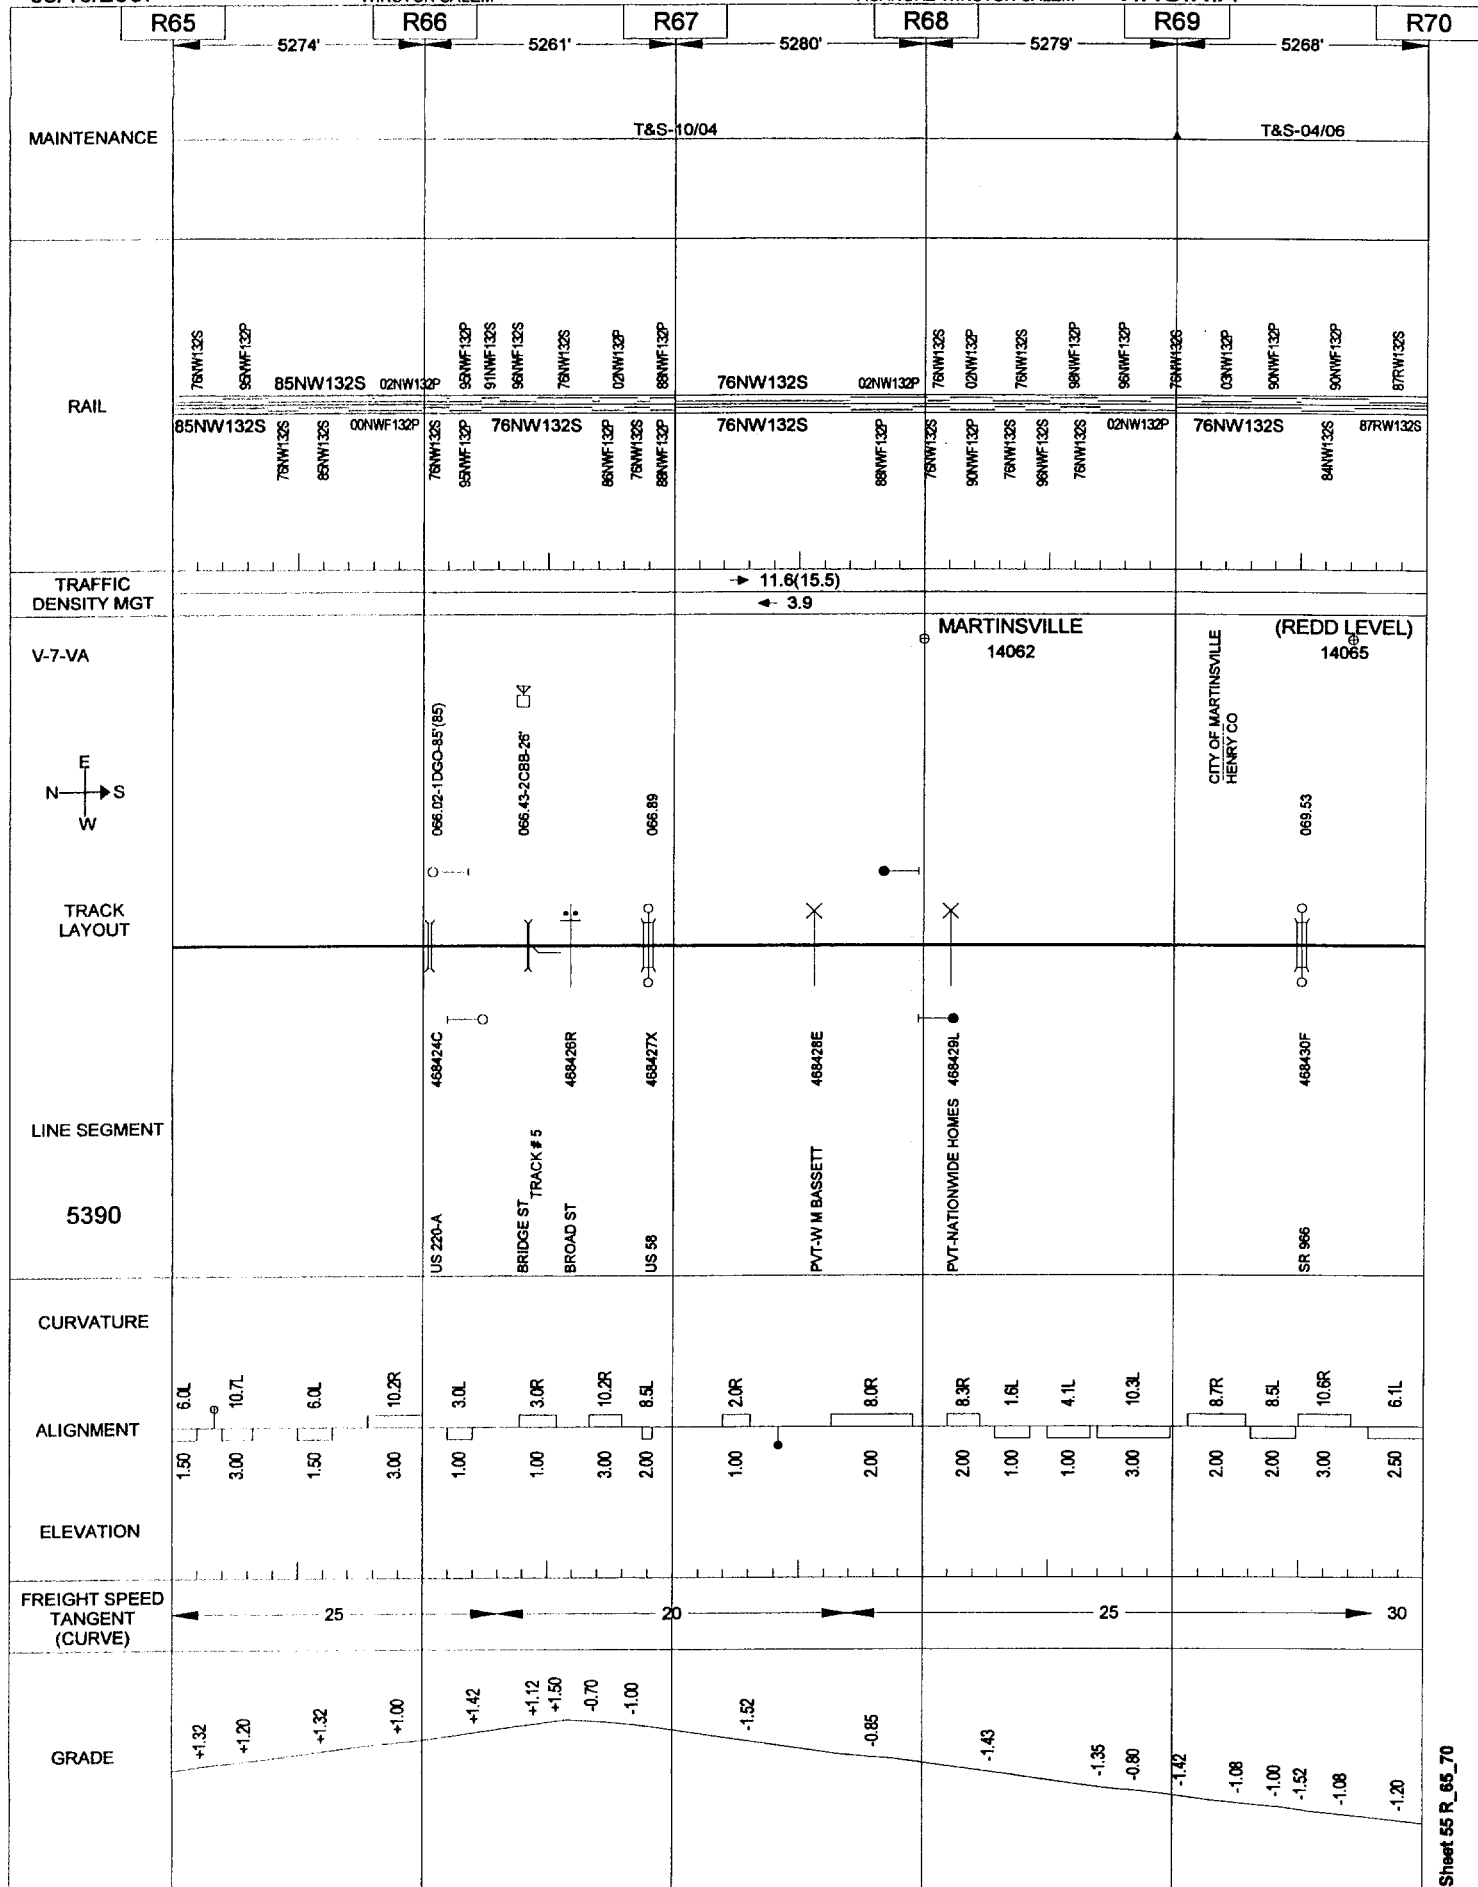 R65 R66 R67 R68 R69 R70
5274' 5261' 5280' 5279' 5268'
MAINTENANCE
T&S-10/04 T&S-04/06
RAIL
76NW132S 95NWF132P 85NW132S 02NW132P 95NWF132P 91NWF132S 96NWF132S 76NW132S 02NW132P 88NWF132P 76NW132S 02NW132P 76NW132S 02NW132P 76NW132S 98NWF132P 96NWF132P 76NW132S 03NW132P 90NWF132P 90NWF132P 87RW132S
85NW132S 76NW132S 85NW132S 00NWF132P 76NW132S 95NWF132P 76NW132S 86NWF132P 76NW132S 88NWF132P 76NW132S 88NWF132P 76NW132S 90NWF132P 76NW132S 96NWF132S 76NW132S 02NW132P 76NW132S 84NW132S 87RW132S
TRAFFIC
DENSITY MGT
11.6(15.5)
3.9
V-7-VA
MARTINSVILLE
14062
(REDD LEVEL)
14065
CITY OF MARTINSVILLE
HENRY CO
E
N S
W
066.02-1DGO-85'(85)
066.43-2CBB-26'
066.89
069.53
TRACK
LAYOUT
468424C 468426R 468427X 468428E 468429L 468430F
LINE SEGMENT
5390
US 220-A
BRIDGE ST
TRACK # 5
BROAD ST
US 58
PVT-W M BASSETT
PVT-NATIONWIDE HOMES
SR 966
CURVATURE
6.0L 10.7L 6.0L 10.2R 3.0L 3.0R 10.2R 8.5L 2.0R 8.0R 8.3R 1.6L 4.1L 10.3L 8.7R 8.5L 10.6R 6.1L
ALIGNMENT
1.50 3.00 1.50 3.00 1.00 1.00 3.00 2.00 1.00 2.00 2.00 1.00 1.00 3.00 2.00 2.00 3.00 2.50
ELEVATION
FREIGHT SPEED
TANGENT
(CURVE)
25 20 25 30
GRADE
+1.32 +1.20 +1.32 +1.00 +1.42 +1.12 +1.50 -0.70 -1.00 -1.52 -0.85 -1.43 -1.35 -0.80 -1.42 -1.08 -1.00 -1.52 -1.08 -1.20
Sheet 55 R_65_70